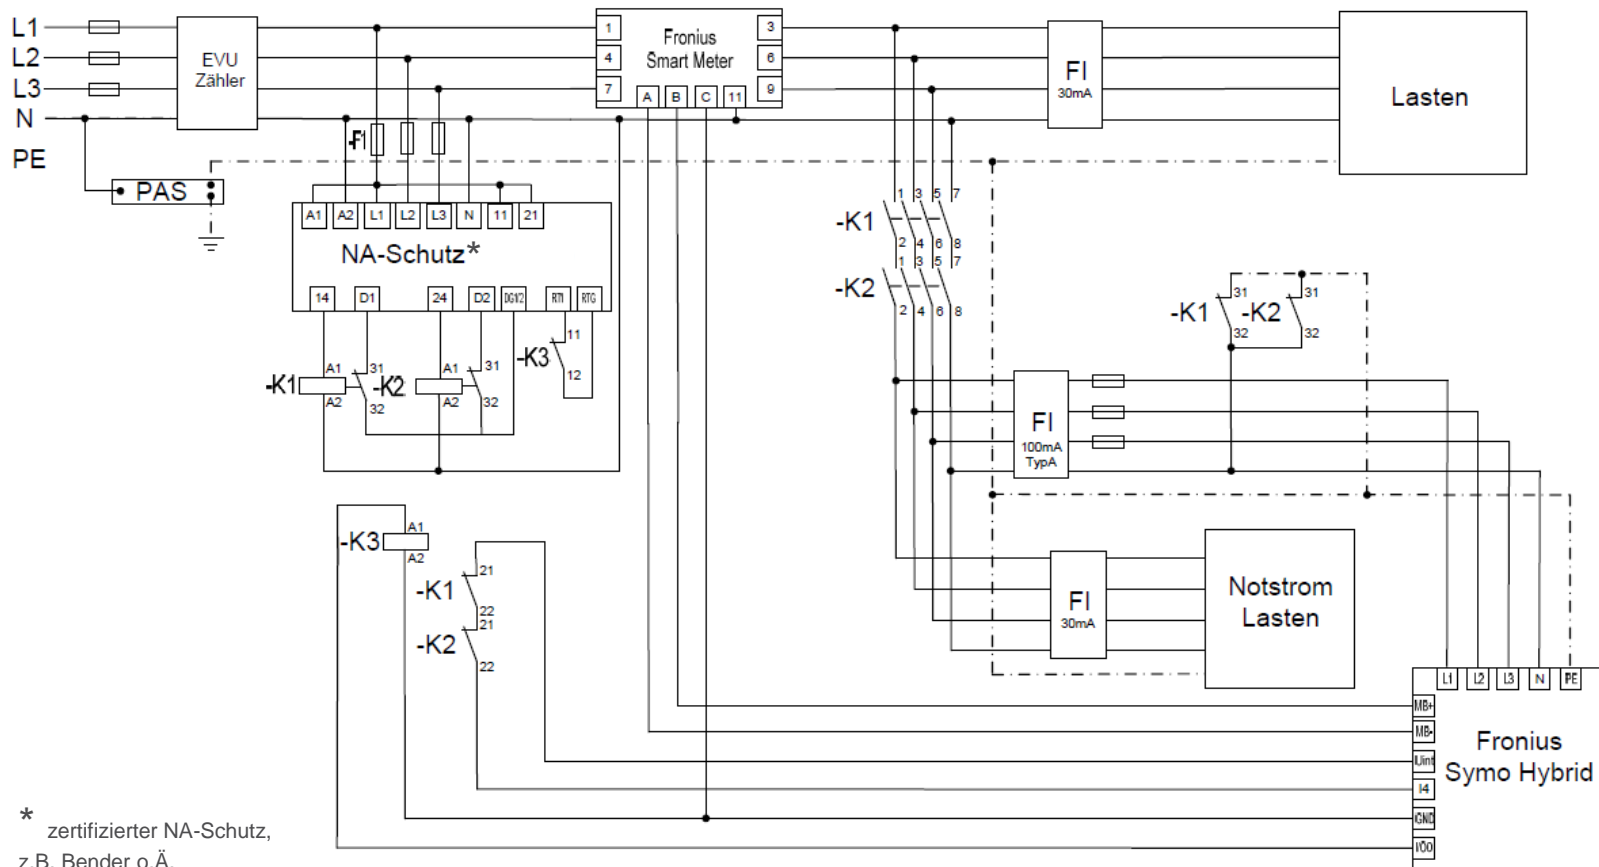 L1
L2
L3
N
PE
EVU
Zähler
PAS
1
4
7
Fronius
Smart Meter
3
6
9
A B C 11
FI
30mA
Lasten
-F1
A1 A2 L1 L2 L3 N 11 21
NA-Schutz*
14 D1 24 D2 DG1/2 RTI RTG
-K1
A1
A2
31
32
-K2
A1
A2
31
32
-K3
11
12
-K1
1 3 5 7
2 4 6 8
-K2
1 3 5 7
2 4 6 8
-K1
31
32
-K2
31
32
FI
100mA
TypA
-K3
A1
A2
-K1
21
22
-K2
21
22
FI
30mA
Notstrom
Lasten
L1 L2 L3 N PE
MB+
MB-
Uint
I4
GND
I/O0
Fronius
Symo Hybrid
* zertifizierter NA-Schutz,
z.B. Bender o.Ä.